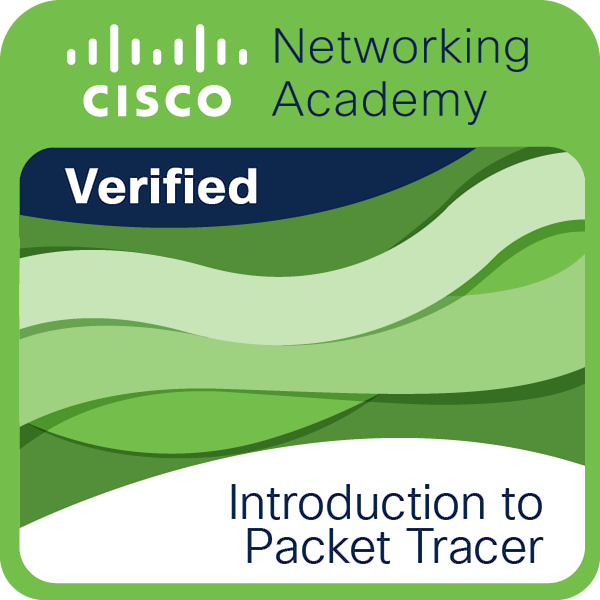 CISCO
Networking
Academy
Verified
Introduction to
Packet Tracer